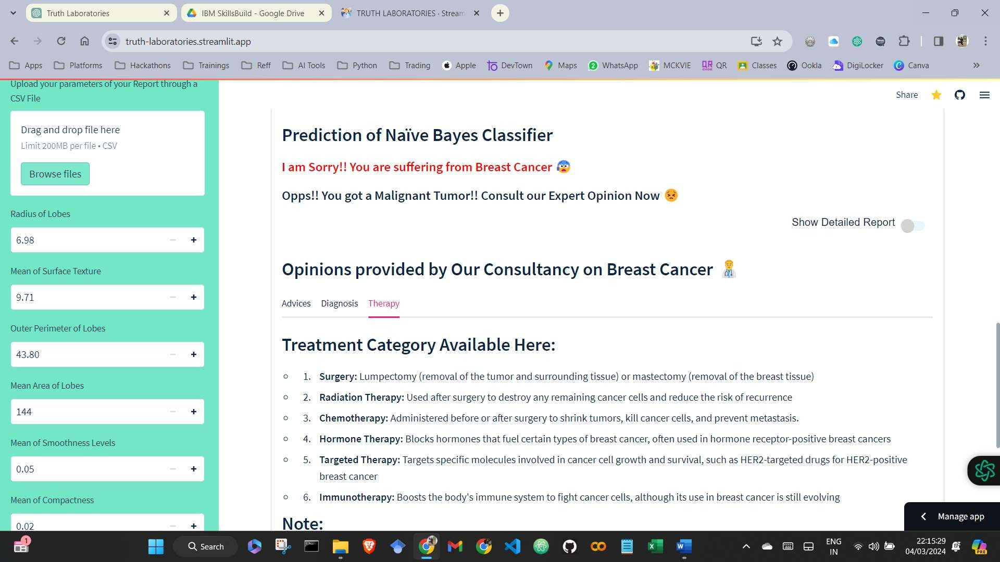 Truth Laboratories
IBM SkillsBuild - Google Drive
TRUTH LABORATORIES · Stream
truth-laboratories.streamlit.app
Apps Platforms Hackathons Trainings Reff AI Tools Python Trading Apple DevTown Maps WhatsApp MCKVIE QR Classes Ookla DigiLocker Canva
Upload your parameters of your Report through a
CSV File
Drag and drop file here
Limit 200MB per file • CSV
Browse files
Radius of Lobes
6.98
Mean of Surface Texture
9.71
Outer Perimeter of Lobes
43.80
Mean Area of Lobes
144
Mean of Smoothness Levels
0.05
Mean of Compactness
0.02
Share
Prediction of Naïve Bayes Classifier
I am Sorry!! You are suffering from Breast Cancer 😰
Opps!! You got a Malignant Tumor!! Consult our Expert Opinion Now 😣
Show Detailed Report
Opinions provided by Our Consultancy on Breast Cancer 👨‍⚕️
Advices Diagnosis Therapy
Treatment Category Available Here:
1. Surgery: Lumpectomy (removal of the tumor and surrounding tissue) or mastectomy (removal of the breast tissue)
2. Radiation Therapy: Used after surgery to destroy any remaining cancer cells and reduce the risk of recurrence
3. Chemotherapy: Administered before or after surgery to shrink tumors, kill cancer cells, and prevent metastasis.
4. Hormone Therapy: Blocks hormones that fuel certain types of breast cancer, often used in hormone receptor-positive breast cancers
5. Targeted Therapy: Targets specific molecules involved in cancer cell growth and survival, such as HER2-targeted drugs for HER2-positive
breast cancer
6. Immunotherapy: Boosts the body's immune system to fight cancer cells, although its use in breast cancer is still evolving
Note:
Manage app
1
Search
ENG
IN
22:15:29
04/03/2024
PRE